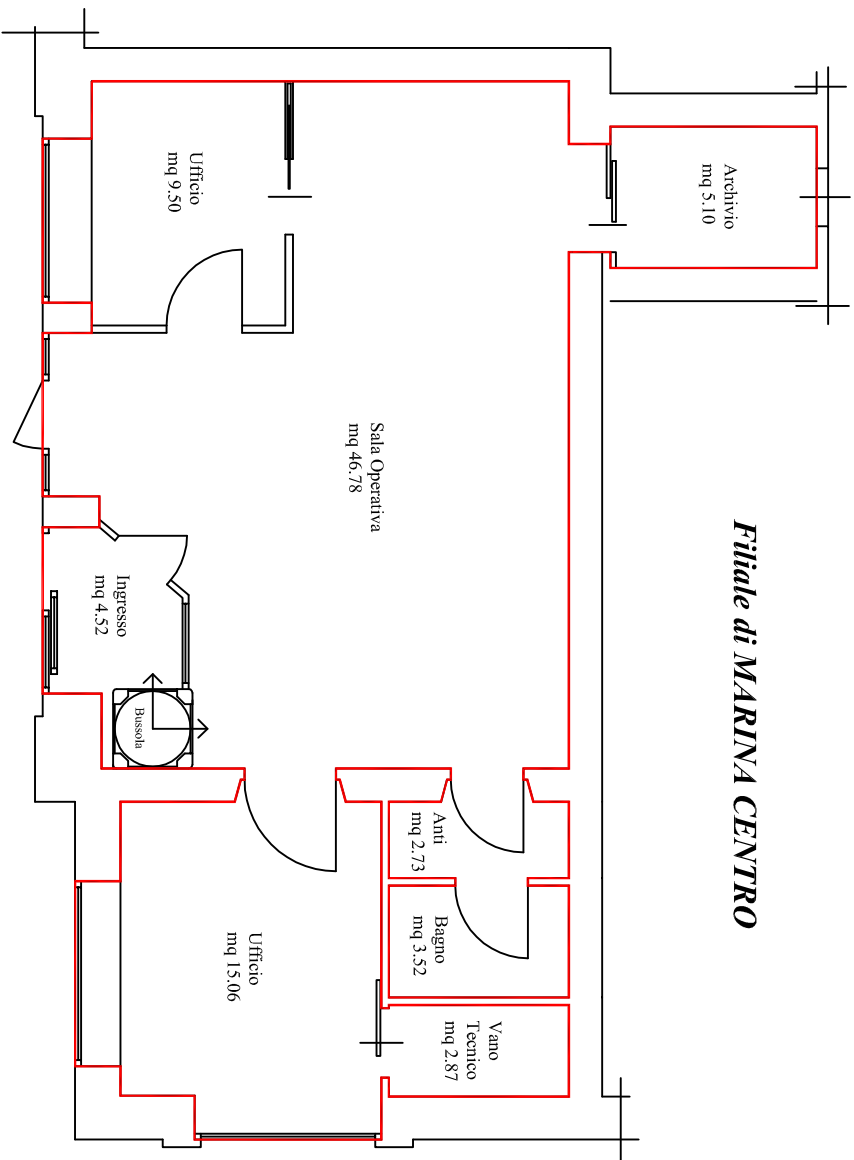 Filiale di MARINA CENTRO
Archivio
mq 5.10
Ufficio
mq 9.50
Sala Operativa
mq 46.78
Ingresso
mq 4.52
Bussola
Anti
mq 2.73
Bagno
mq 3.52
Ufficio
mq 15.06
Vano
Tecnico
mq 2.87